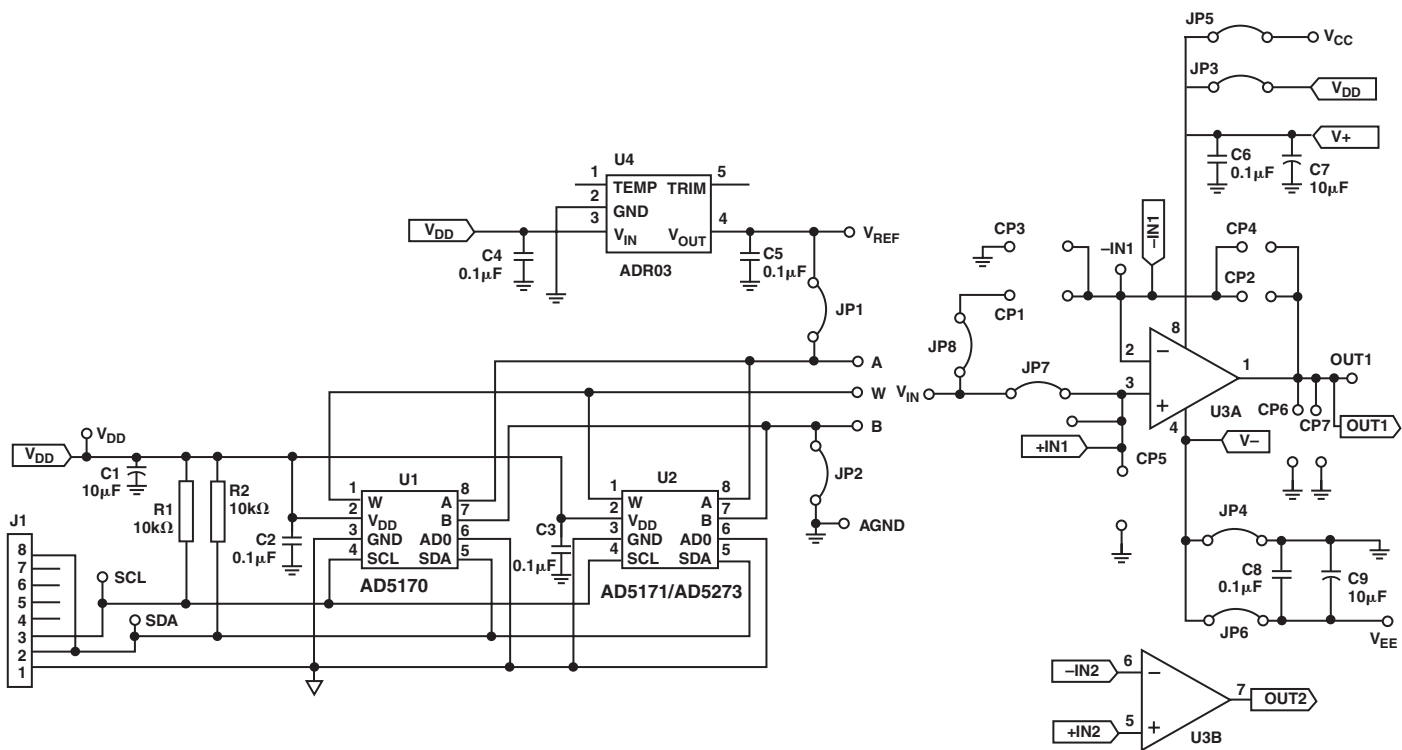 JP5
VCC
JP3
VDD
V+
C6
0.1µF
C7
10µF
U4
1
TEMP
TRIM
5
2
GND
3
VIN
VOUT
4
ADR03
VDD
C4
0.1µF
C5
0.1µF
VREF
JP1
CP3
–IN1
–IN1
CP4
CP2
CP1
JP8
JP7
A
W
VIN
B
8
2
–
3
+
4
1
U3A
OUT1
CP6
CP7
OUT1
V–
+IN1
CP5
JP2
AGND
VDD
VDD
C1
10µF
R1
10kΩ
R2
10kΩ
C2
0.1µF
U1
1
W
A
8
2
VDD
B
7
3
GND
AD0
6
4
SCL
SDA
5
AD5170
C3
0.1µF
U2
1
W
A
8
2
VDD
B
7
3
GND
AD0
6
4
SCL
SDA
5
AD5171/AD5273
J1
8
7
6
5
4
3
2
1
SCL
SDA
JP4
C8
0.1µF
C9
10µF
JP6
VEE
–IN2
6
–
+IN2
5
+
7
OUT2
U3B